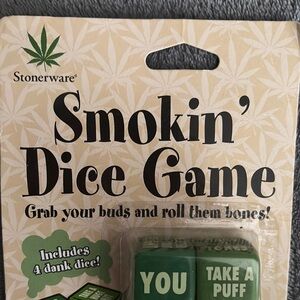 Stonerware®
Smokin'
Dice Game
Grab your buds and roll them bones!
Includes
4 dank dice!
YOU
TAKE A
PUFF